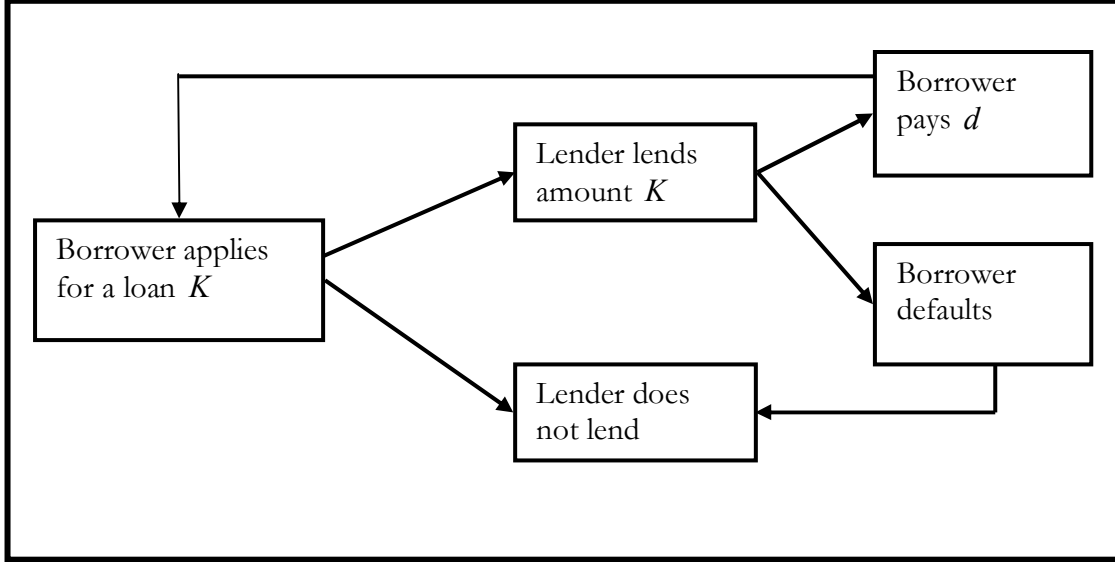 Borrower applies
for a loan K
Lender lends
amount K
Lender does
not lend
Borrower
pays d
Borrower
defaults